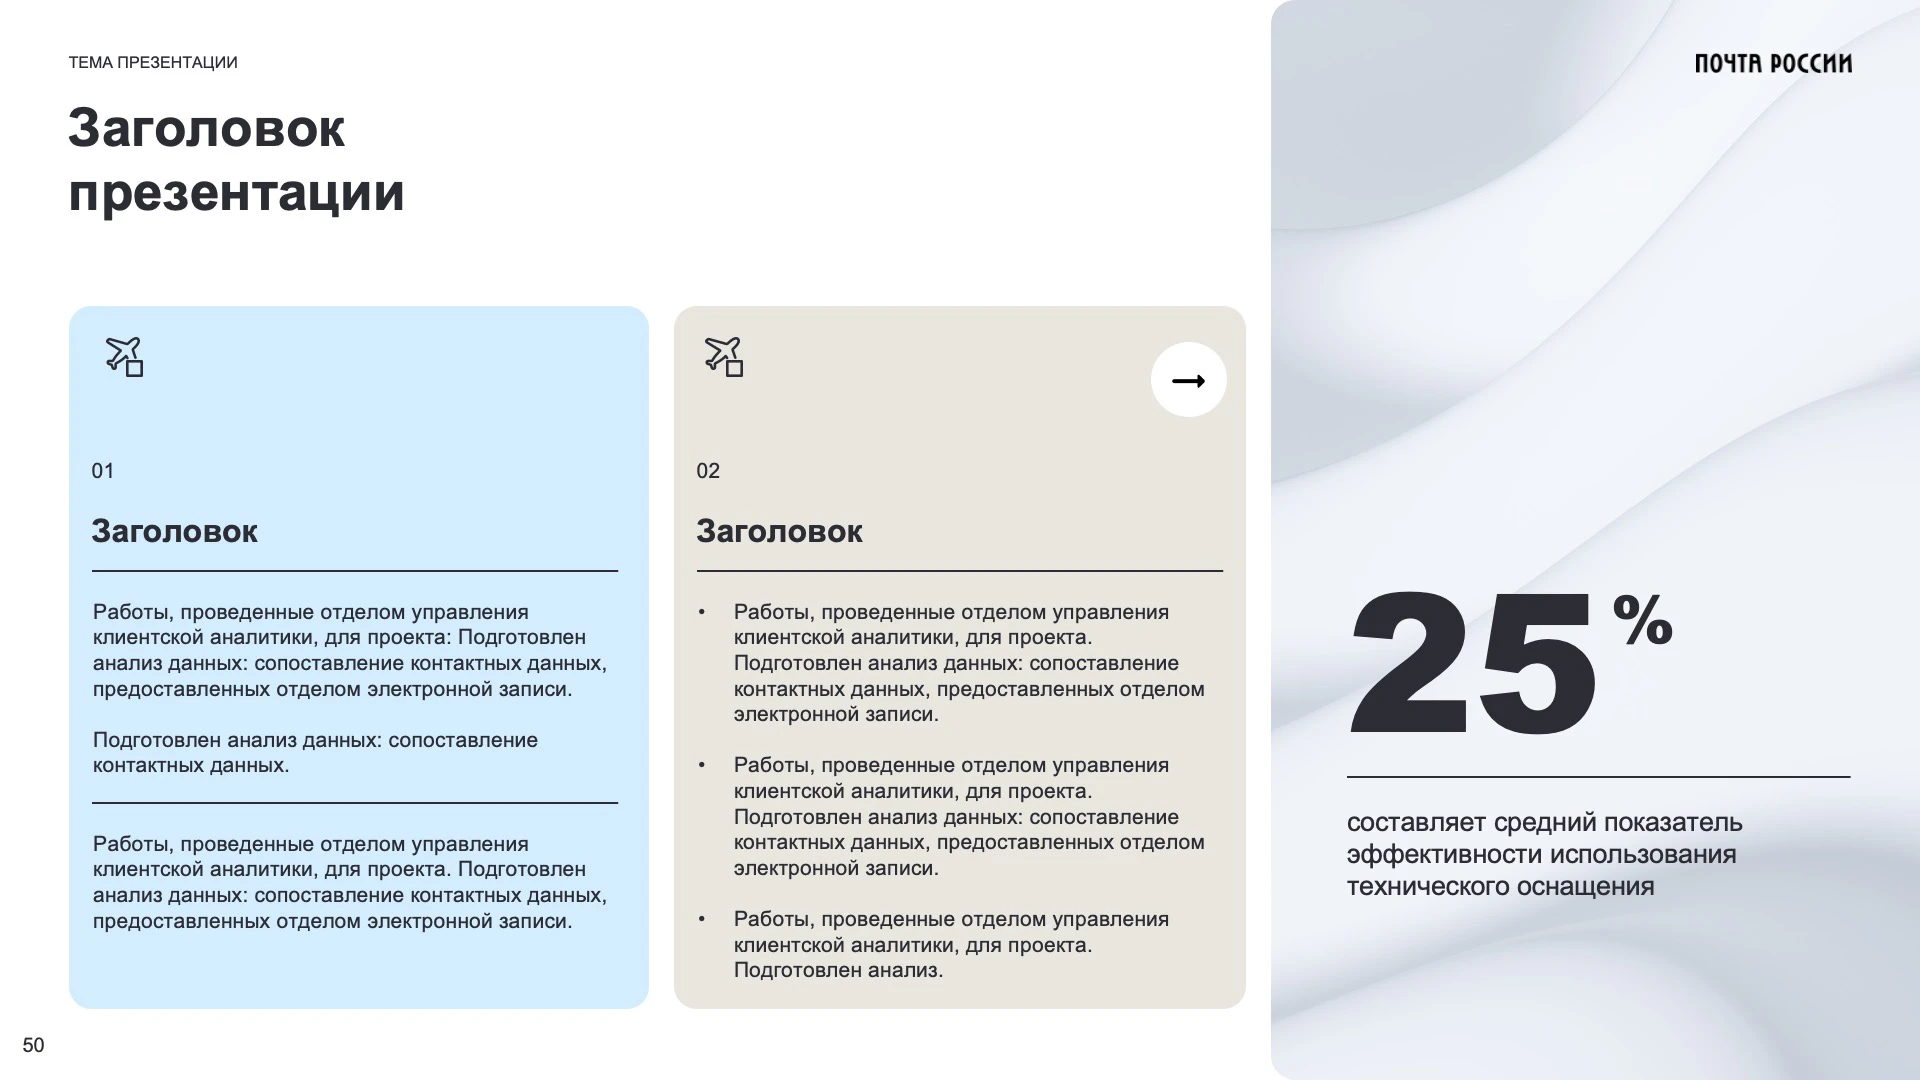 ТЕМА ПРЕЗЕНТАЦИИ
Заголовок
презентации
01
Заголовок
Работы, проведенные отделом управления
клиентской аналитики, для проекта: Подготовлен
анализ данных: сопоставление контактных данных,
предоставленных отделом электронной записи.
Подготовлен анализ данных: сопоставление
контактных данных.
Работы, проведенные отделом управления
клиентской аналитики, для проекта. Подготовлен
анализ данных: сопоставление контактных данных,
предоставленных отделом электронной записи.
02
Заголовок
• Работы, проведенные отделом управления
клиентской аналитики, для проекта.
Подготовлен анализ данных: сопоставление
контактных данных, предоставленных отделом
электронной записи.
• Работы, проведенные отделом управления
клиентской аналитики, для проекта.
Подготовлен анализ данных: сопоставление
контактных данных, предоставленных отделом
электронной записи.
• Работы, проведенные отделом управления
клиентской аналитики, для проекта.
Подготовлен анализ.
ПОЧТА РОССИИ
25%
составляет средний показатель
эффективности использования
технического оснащения
50